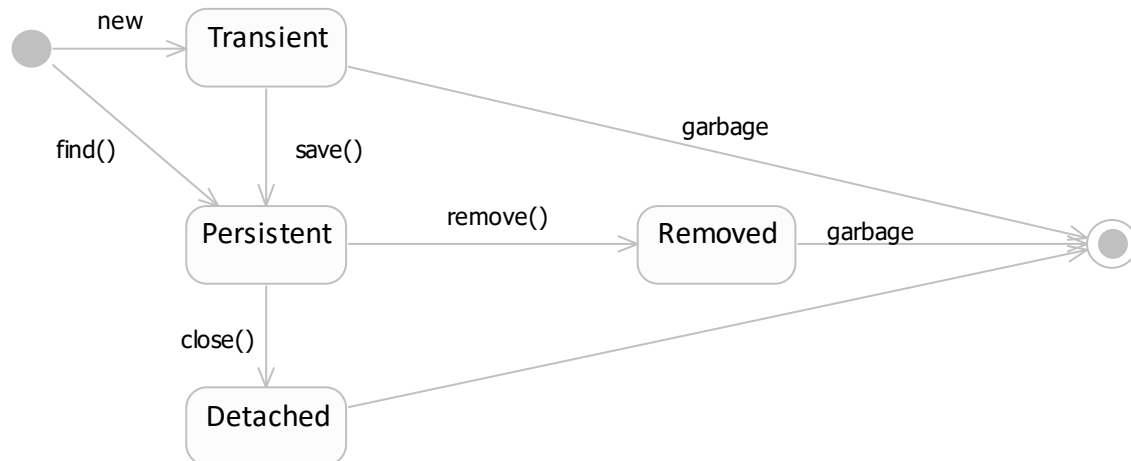 new
Transient
garbage
find()
save()
Persistent
remove()
Removed
garbage
close()
Detached